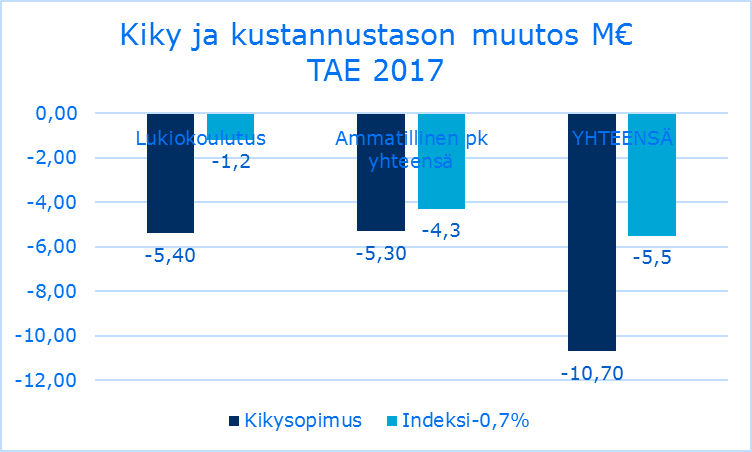 Kiky ja kustannustason muutos M€
TAE 2017
0,00
-2,00
-4,00
-6,00
-8,00
-10,00
-12,00
Lukiokoulutus
Ammatillinen pk
yhteensä
YHTEENSÄ
-5,40
-1,2
-5,30
-4,3
-10,70
-5,5
Kikysopimus
Indeksi-0,7%